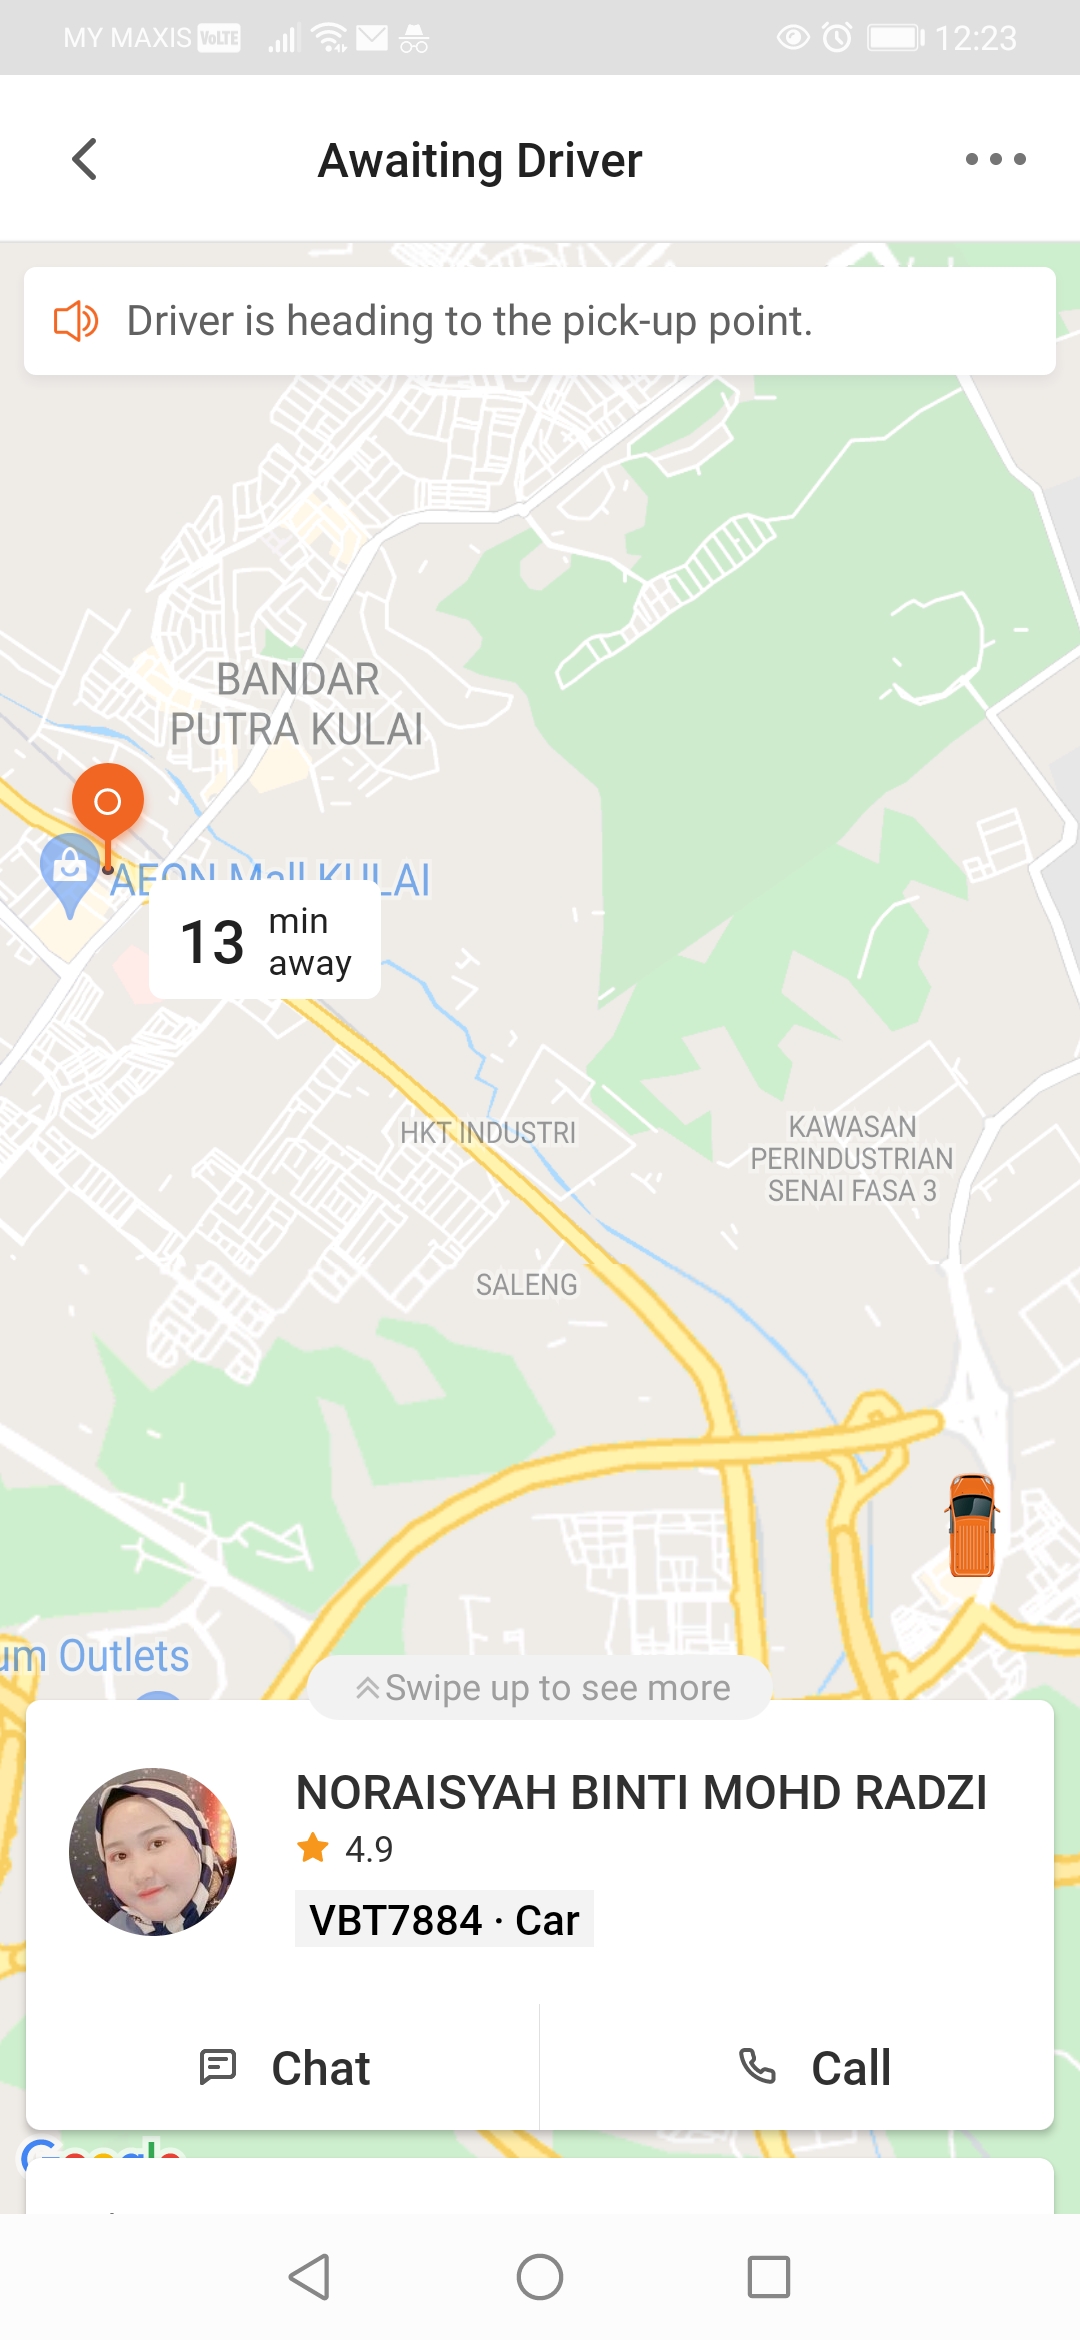 MY MAXIS VoLTE 12:23
Awaiting Driver
Driver is heading to the pick-up point.
BANDAR
PUTRA KULAI
AEON Mall KULAI
13 min
away
HKT INDUSTRI
KAWASAN
PERINDUSTRIAN
SENAI FASA 3
SALENG
um Outlets
Swipe up to see more
NORAISYAH BINTI MOHD RADZI
4.9
VBT7884 · Car
Chat
Call
Google